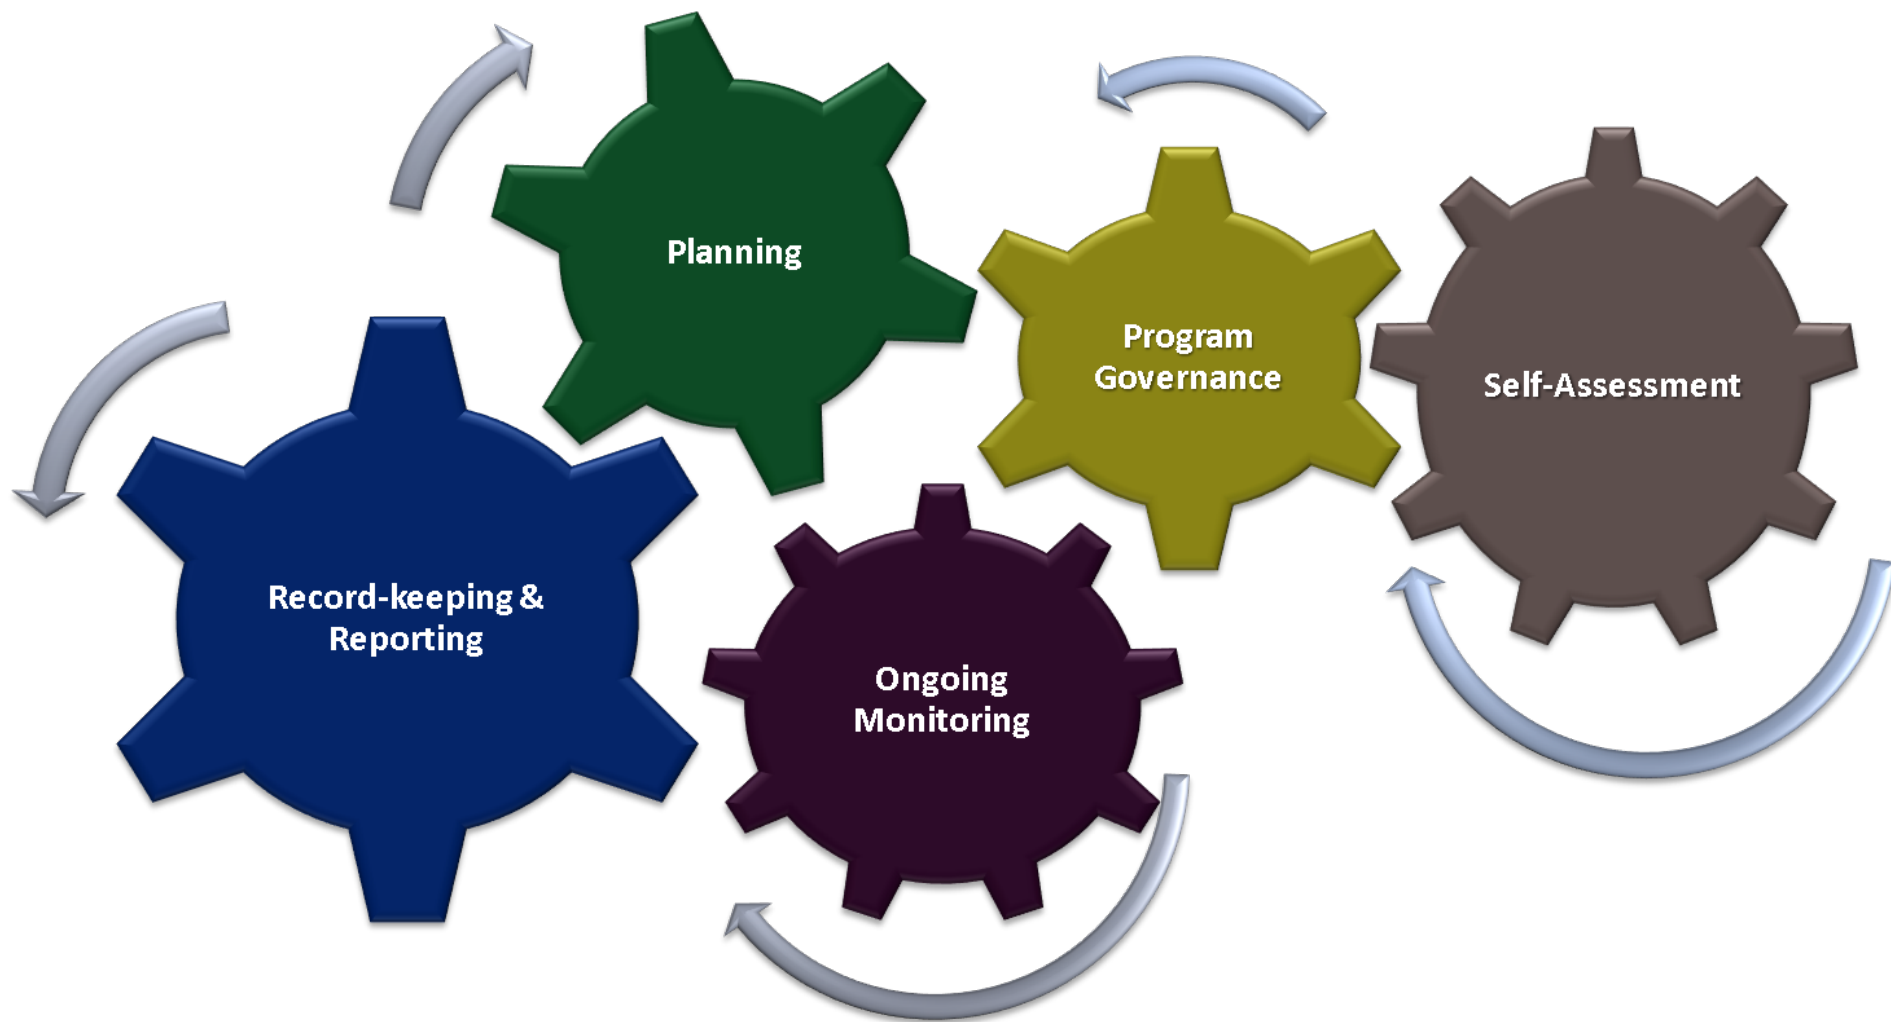 Planning
Program
Governance
Self-Assessment
Record-keeping &
Reporting
Ongoing
Monitoring